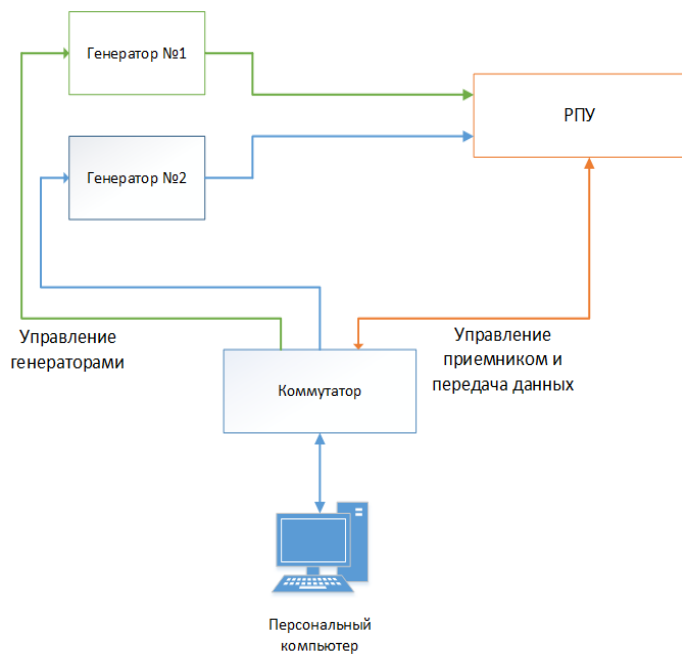 Генератор №1
РПУ
Генератор №2
Управление
генераторами
Управление
приемником и
передача данных
Коммутатор
Персональный
компьютер